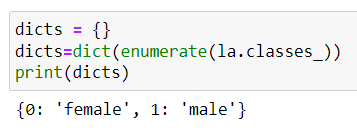 dicts = {}
dicts=dict(enumerate(la.classes_))
print(dicts)
{0: 'female', 1: 'male'}